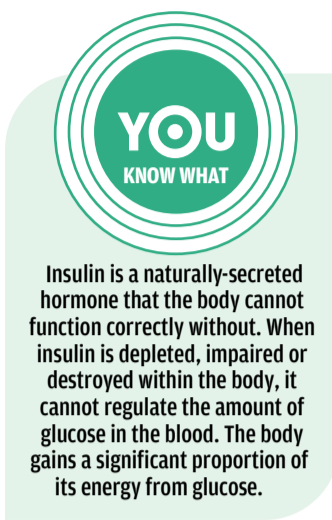 YOU
KNOW WHAT
Insulin is a naturally-secreted
hormone that the body cannot
function correctly without. When
insulin is depleted, impaired or
destroyed within the body, it
cannot regulate the amount of
glucose in the blood. The body
gains a significant proportion of
its energy from glucose.